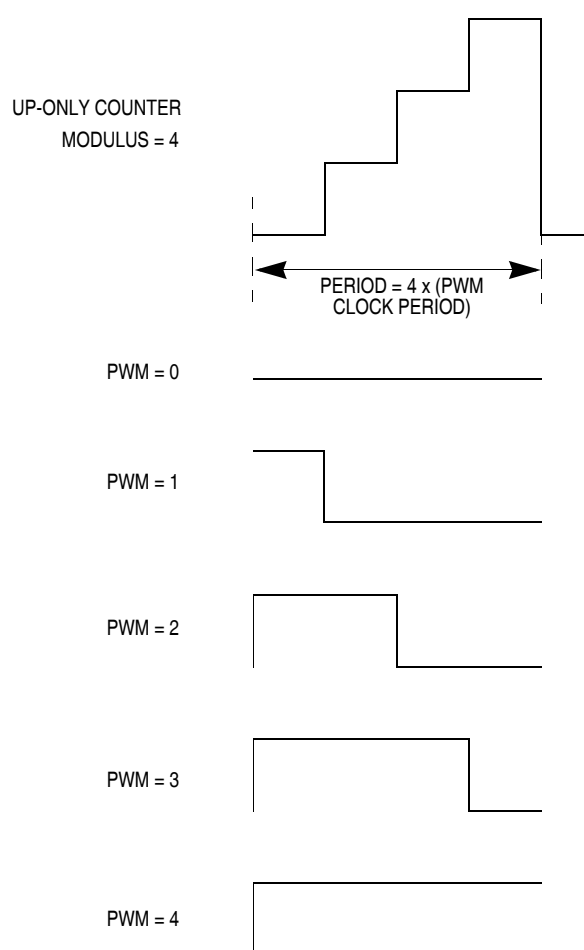 UP-ONLY COUNTER
MODULUS = 4
PERIOD = 4 x (PWM
CLOCK PERIOD)
PWM = 0
PWM = 1
PWM = 2
PWM = 3
PWM = 4